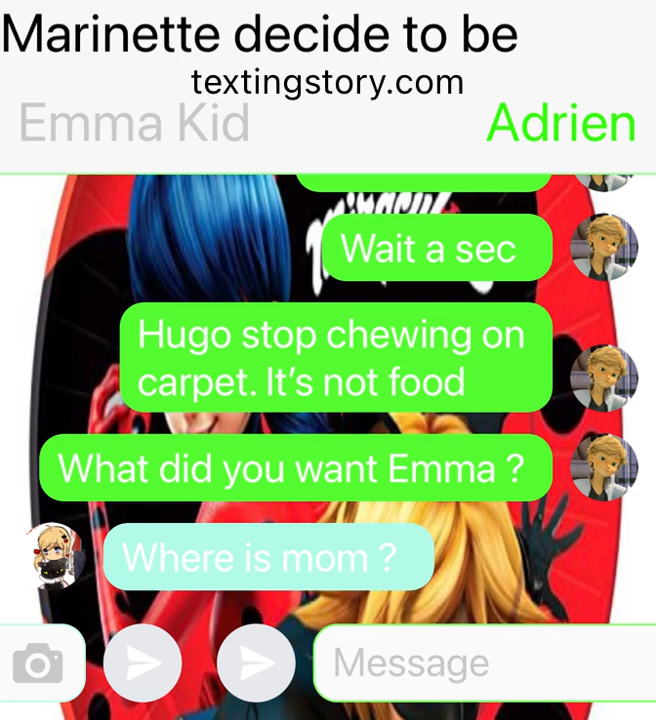 Marinette decide to be
textingstory.com
Emma Kid
Adrien
Wait a sec
Hugo stop chewing on
carpet. It’s not food
What did you want Emma ?
Where is mom ?
Message